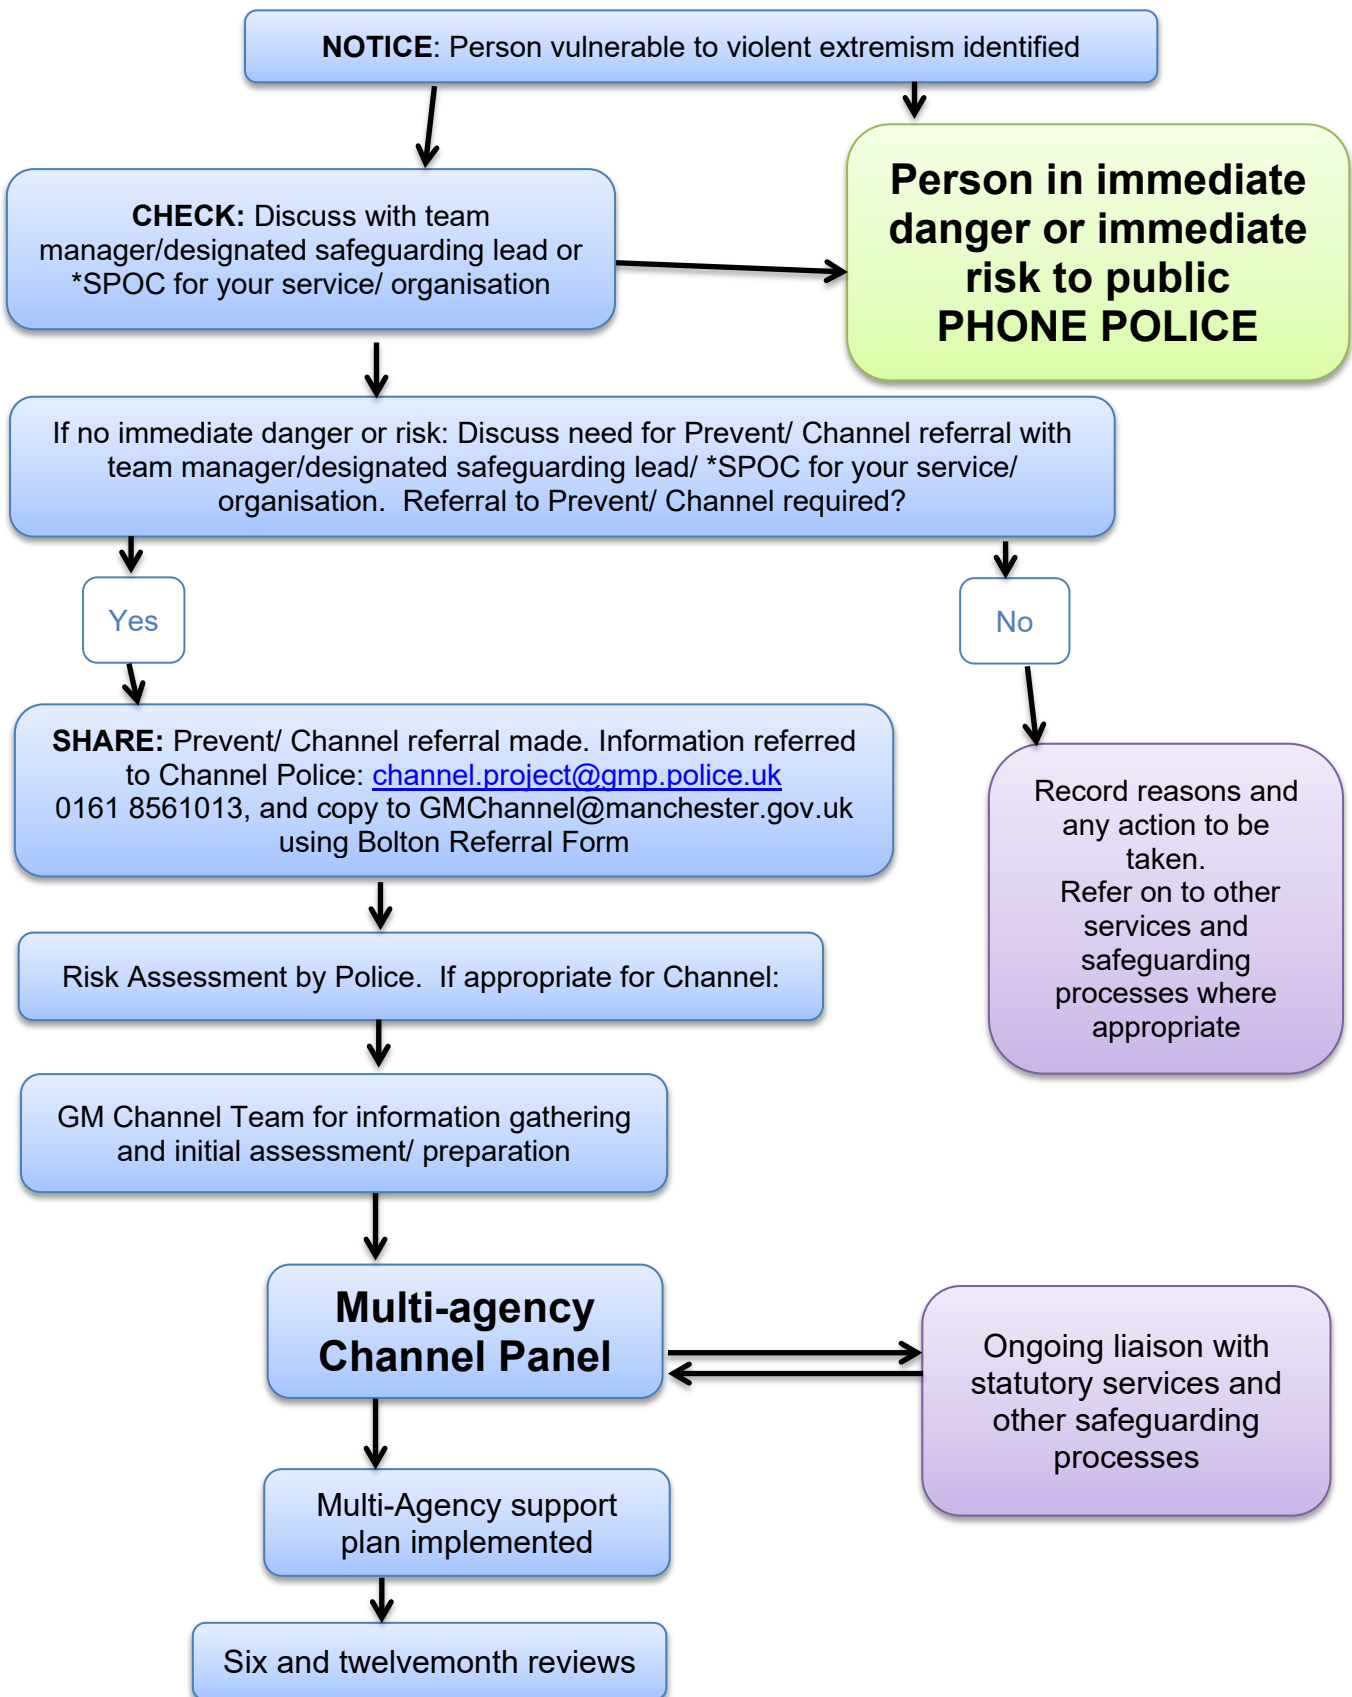 NOTICE: Person vulnerable to violent extremism identified
Person in immediate
danger or immediate
risk to public
PHONE POLICE
CHECK: Discuss with team
manager/designated safeguarding lead or
*SPOC for your service/ organisation
If no immediate danger or risk: Discuss need for Prevent/ Channel referral with
team manager/designated safeguarding lead/ *SPOC for your service/
organisation.  Referral to Prevent/ Channel required?
Yes
No
SHARE: Prevent/ Channel referral made. Information referred
to Channel Police: channel.project@gmp.police.uk
0161 8561013, and copy to GMChannel@manchester.gov.uk
using Bolton Referral Form
Record reasons and
any action to be
taken.
Refer on to other
services and
safeguarding
processes where
appropriate
Risk Assessment by Police.  If appropriate for Channel:
GM Channel Team for information gathering
and initial assessment/ preparation
Multi-agency
Channel Panel
Ongoing liaison with
statutory services and
other safeguarding
processes
Multi-Agency support
plan implemented
Six and twelvemonth reviews